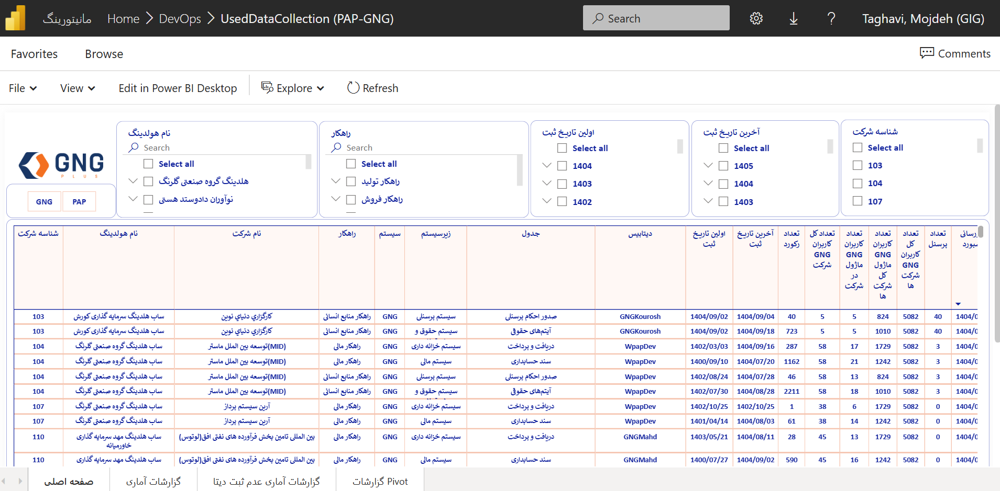 مانیتورینگ Home > DevOps > UsedDataCollection (PAP-GNG) Search ? Taghavi, Mojdeh (GIG)
Favorites Browse Comments
File View Edit in Power BI Desktop Explore Refresh
GNG
PLUS
GNG PAP
نام هولدینگ
Search
Select all
هلدینگ گروه صنعتی گلرنگ
نوآوران دادوستد هستی
راهکار
Search
Select all
راهکار تولید
راهکار فروش
اولین تاریخ ثبت
Select all
1404
1403
1402
آخرین تاریخ ثبت
Select all
1405
1404
1403
شناسه شرکت
Select all
103
104
107
شناسه شرکت نام هولدینگ نام شرکت راهکار سیستم زیرسیستم جدول دیتابیس اولین تاریخ ثبت آخرین تاریخ ثبت تعداد رکورد تعداد کل کاربران GNG شرکت تعداد کاربران GNG ماژول در شرکت تعداد کاربران GNG ماژول کل شرکت ها تعداد کل کاربران GNG شرکت ها تعداد پرسنل
103 ساب هلدینگ سرمایه گذاری کورش کارگزاري دنياي نوين راهکار منابع انسانی GNG سیستم پرسنلی صدور احکام پرسنلی GNGKourosh 1404/09/02 1404/09/04 40 5 5 824 5082 40 1404/0
103 ساب هلدینگ سرمایه گذاری کورش کارگزاري دنياي نوين راهکار منابع انسانی GNG سیستم حقوق و آیتم‌های حقوقی GNGKourosh 1404/09/02 1404/09/18 723 5 5 1010 5082 40 1404/0
104 ساب هلدینگ گروه صنعتی گلرنگ توسعه بین الملل ماستر(MID) راهکار مالی GNG سیستم خزانه داری دریافت و پرداخت WpapDev 1402/03/03 1404/09/16 287 58 17 1729 5082 3 1404/0
104 ساب هلدینگ گروه صنعتی گلرنگ توسعه بین الملل ماستر(MID) راهکار مالی GNG سیستم مالی سند حسابداری WpapDev 1400/09/10 1404/07/20 1162 58 21 1242 5082 3 1404/0
104 ساب هلدینگ گروه صنعتی گلرنگ توسعه بین الملل ماستر(MID) راهکار منابع انسانی GNG سیستم پرسنلی صدور احکام پرسنلی WpapDev 1402/08/24 1404/07/28 46 58 13 824 5082 3 1404/0
104 ساب هلدینگ گروه صنعتی گلرنگ توسعه بین الملل ماستر(MID) راهکار منابع انسانی GNG سیستم حقوق و آیتم‌های حقوقی WpapDev 1402/07/30 1404/08/28 2211 58 18 1010 5082 3 1404/0
107 ساب هلدینگ گروه صنعتی گلرنگ آرین سیستم پرداز راهکار مالی GNG سیستم خزانه داری دریافت و پرداخت WpapDev 1402/10/25 1402/10/25 1 38 6 1729 5082 0 1404/0
107 ساب هلدینگ گروه صنعتی گلرنگ آرین سیستم پرداز راهکار مالی GNG سیستم مالی سند حسابداری WpapDev 1401/04/14 1404/08/03 61 38 14 1242 5082 0 1404/0
110 ساب هلدینگ مهد سرمایه گذاری خاورمیانه بین المللی تامین پخش فرآورده های نفتی افق(لوتوس) راهکار مالی GNG سیستم خزانه داری دریافت و پرداخت GNGMahd 1403/05/21 1404/08/11 28 45 13 1729 5082 0 1404/0
110 ساب هلدینگ مهد سرمایه گذاری بین المللی تامین پخش فرآورده های نفتی افق(لوتوس) راهکار مالی GNG سیستم مالی سند حسابداری GNGMahd 1400/07/27 1404/09/02 590 45 16 1242 5082 0 1404/0
صفحه اصلی گزارشات آماری گزارشات آماری عدم ثبت دیتا گزارشات Pivot